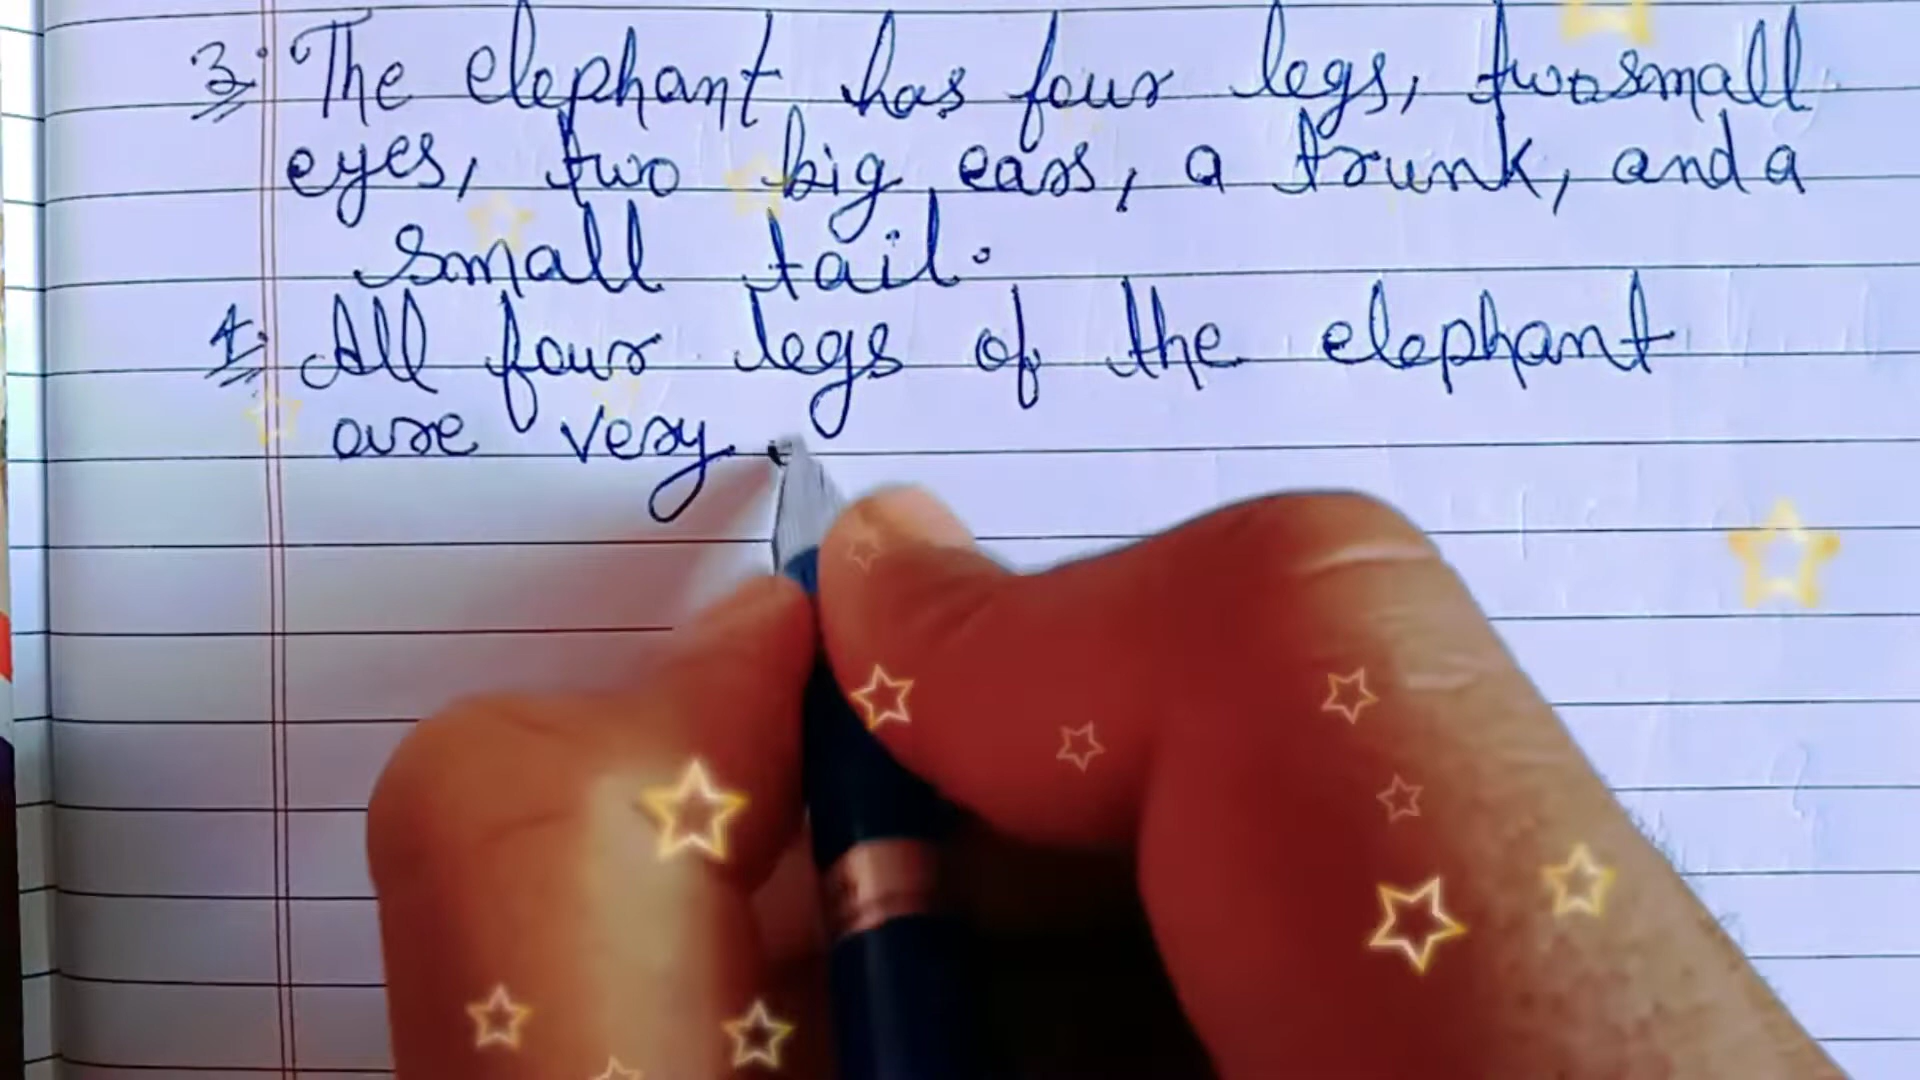 3. The elephant has four legs, two small
eyes, two big ears, a trunk, and a
small tail.
4. All four legs of the elephant
are very